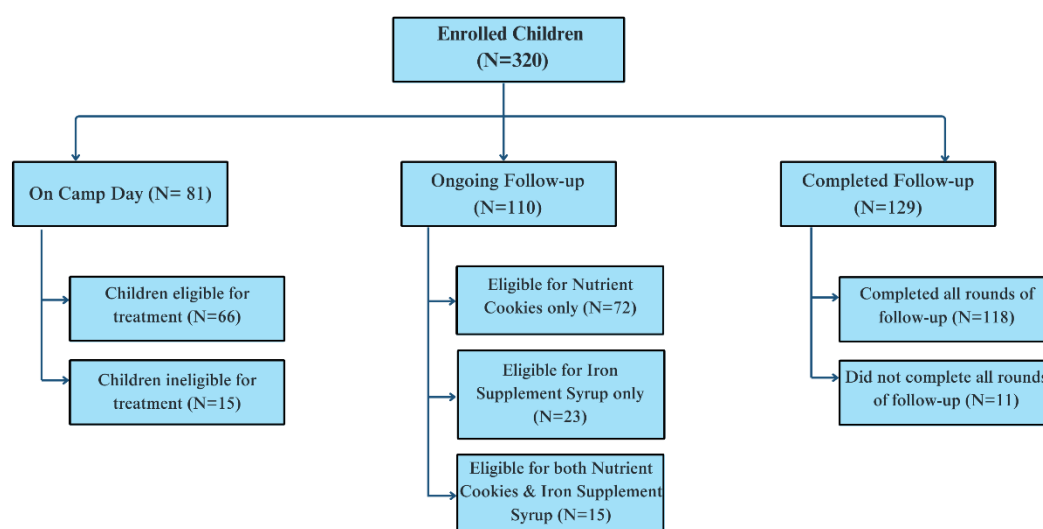 Enrolled Children
(N=320)
On Camp Day (N= 81)
Ongoing Follow-up
(N=110)
Completed Follow-up
(N=129)
Children eligible for
treatment (N=66)
Children ineligible for
treatment (N=15)
Eligible for Nutrient
Cookies only (N=72)
Eligible for Iron
Supplement Syrup only
(N=23)
Eligible for both Nutrient
Cookies & Iron Supplement
Syrup (N=15)
Completed all rounds of
follow-up (N=118)
Did not complete all rounds
of follow-up (N=11)